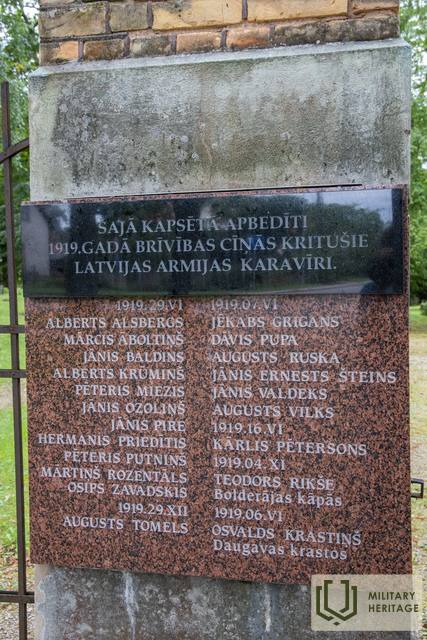 ŠAJĀ KAPSĒTĀ APBEDĪTI
1919.GADĀ BRĪVĪBAS CĪŅĀS KRITUŠIE
LATVIJAS ARMIJAS KARAVĪRI.
1919.29.VI
ALBERTS ALSBERGS
MĀRCIS ĀBOLTIŅŠ
JĀNIS BALDIŅŠ
ALBERTS KRŪMIŅŠ
PĒTERIS MIEZIS
JĀNIS OZOLIŅŠ
JĀNIS PIRE
HERMANIS PRIEDĪTIS
PĒTERIS PUTNIŅŠ
MĀRTIŅŠ ROZENTĀLS
OSIPS ZAVADSKIS
1919.29.XII
AUGUSTS TOMELS
1919.07.VI
JĒKABS GRIGANS
DĀVIS PUPA
AUGUSTS RUSKA
JĀNIS ERNESTS ŠTEINS
JĀNIS VALDEKS
AUGUSTS VILKS
1919.16.VI
KĀRLIS PĒTERSONS
1919.04.XI
TEODORS RIKŠE
Bolderājas kāpās
1919.06.VI
OSVALDS KRASTIŅŠ
Daugavas krastos
MILITARY
HERITAGE